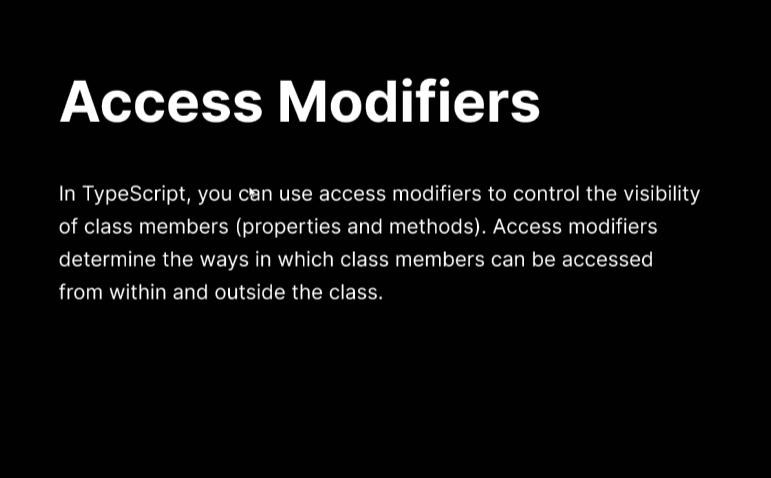 Access Modifiers
In TypeScript, you can use access modifiers to control the visibility
of class members (properties and methods). Access modifiers
determine the ways in which class members can be accessed
from within and outside the class.